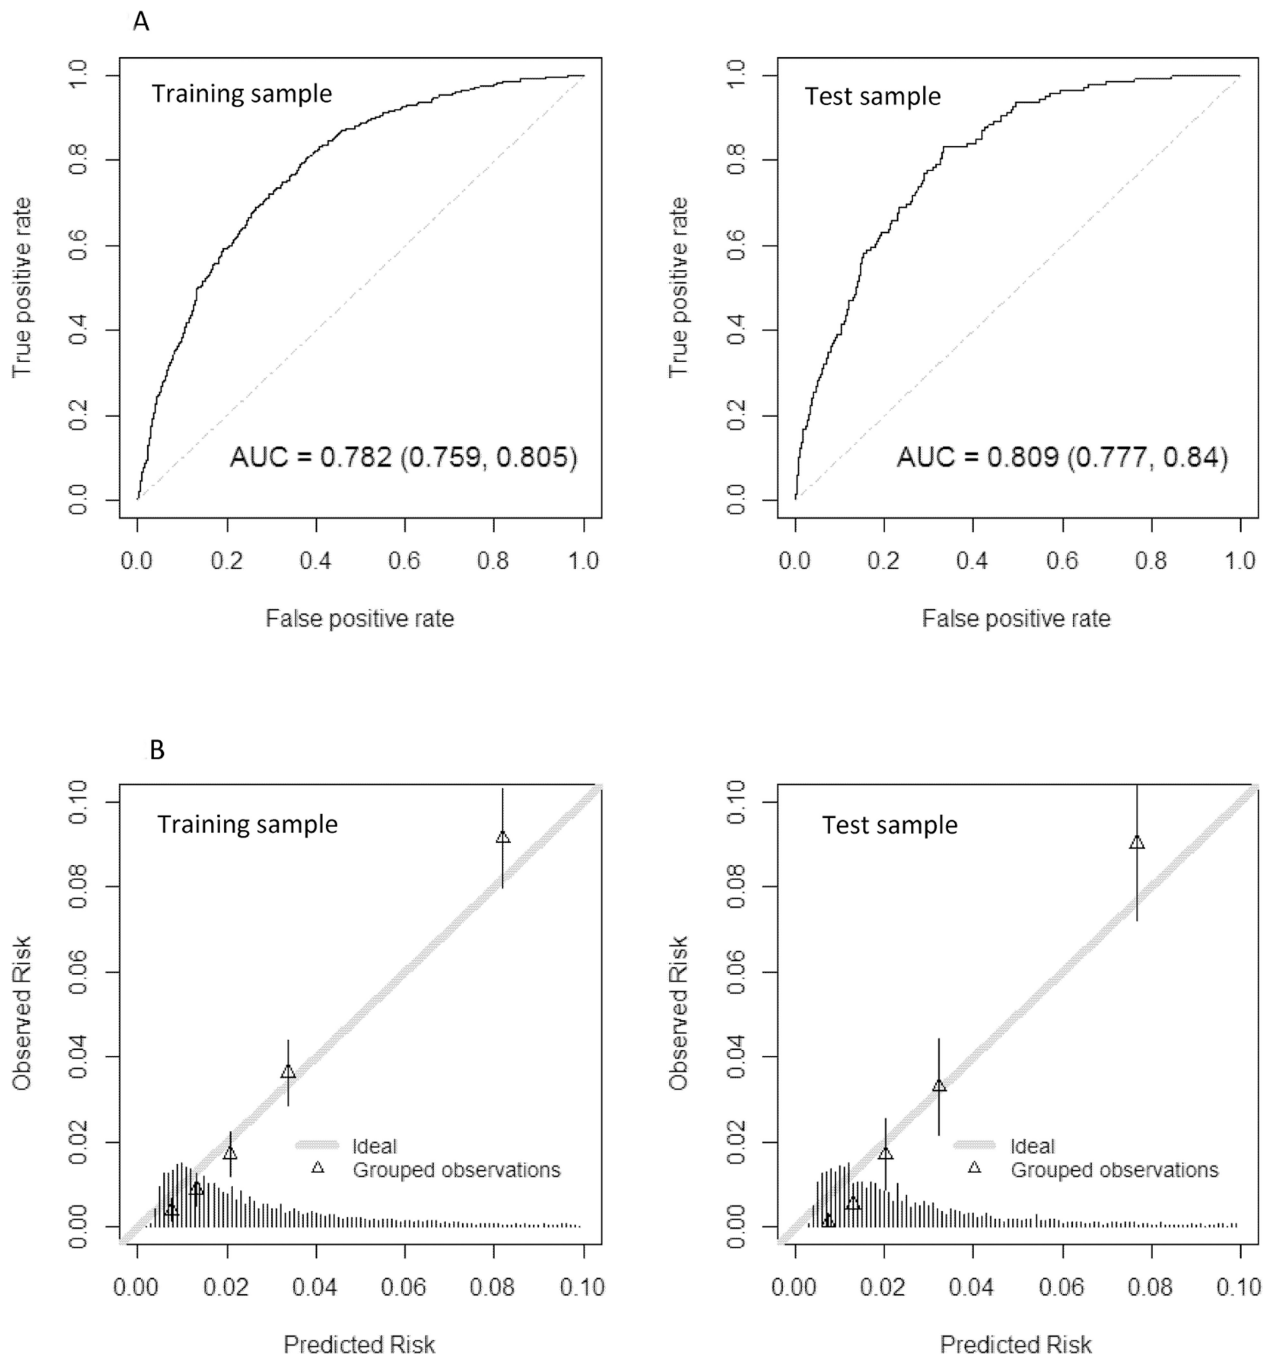 A
Training sample
True positive rate
1.0
0.8
0.6
0.4
0.2
0.0
AUC = 0.782 (0.759, 0.805)
0.0 0.2 0.4 0.6 0.8 1.0
False positive rate
Test sample
True positive rate
1.0
0.8
0.6
0.4
0.2
0.0
AUC = 0.809 (0.777, 0.84)
0.0 0.2 0.4 0.6 0.8 1.0
False positive rate
B
Training sample
Observed Risk
0.10
0.08
0.06
0.04
0.02
0.00
Ideal
Grouped observations
0.00 0.02 0.04 0.06 0.08 0.10
Predicted Risk
Test sample
Observed Risk
0.10
0.08
0.06
0.04
0.02
0.00
Ideal
Grouped observations
0.00 0.02 0.04 0.06 0.08 0.10
Predicted Risk